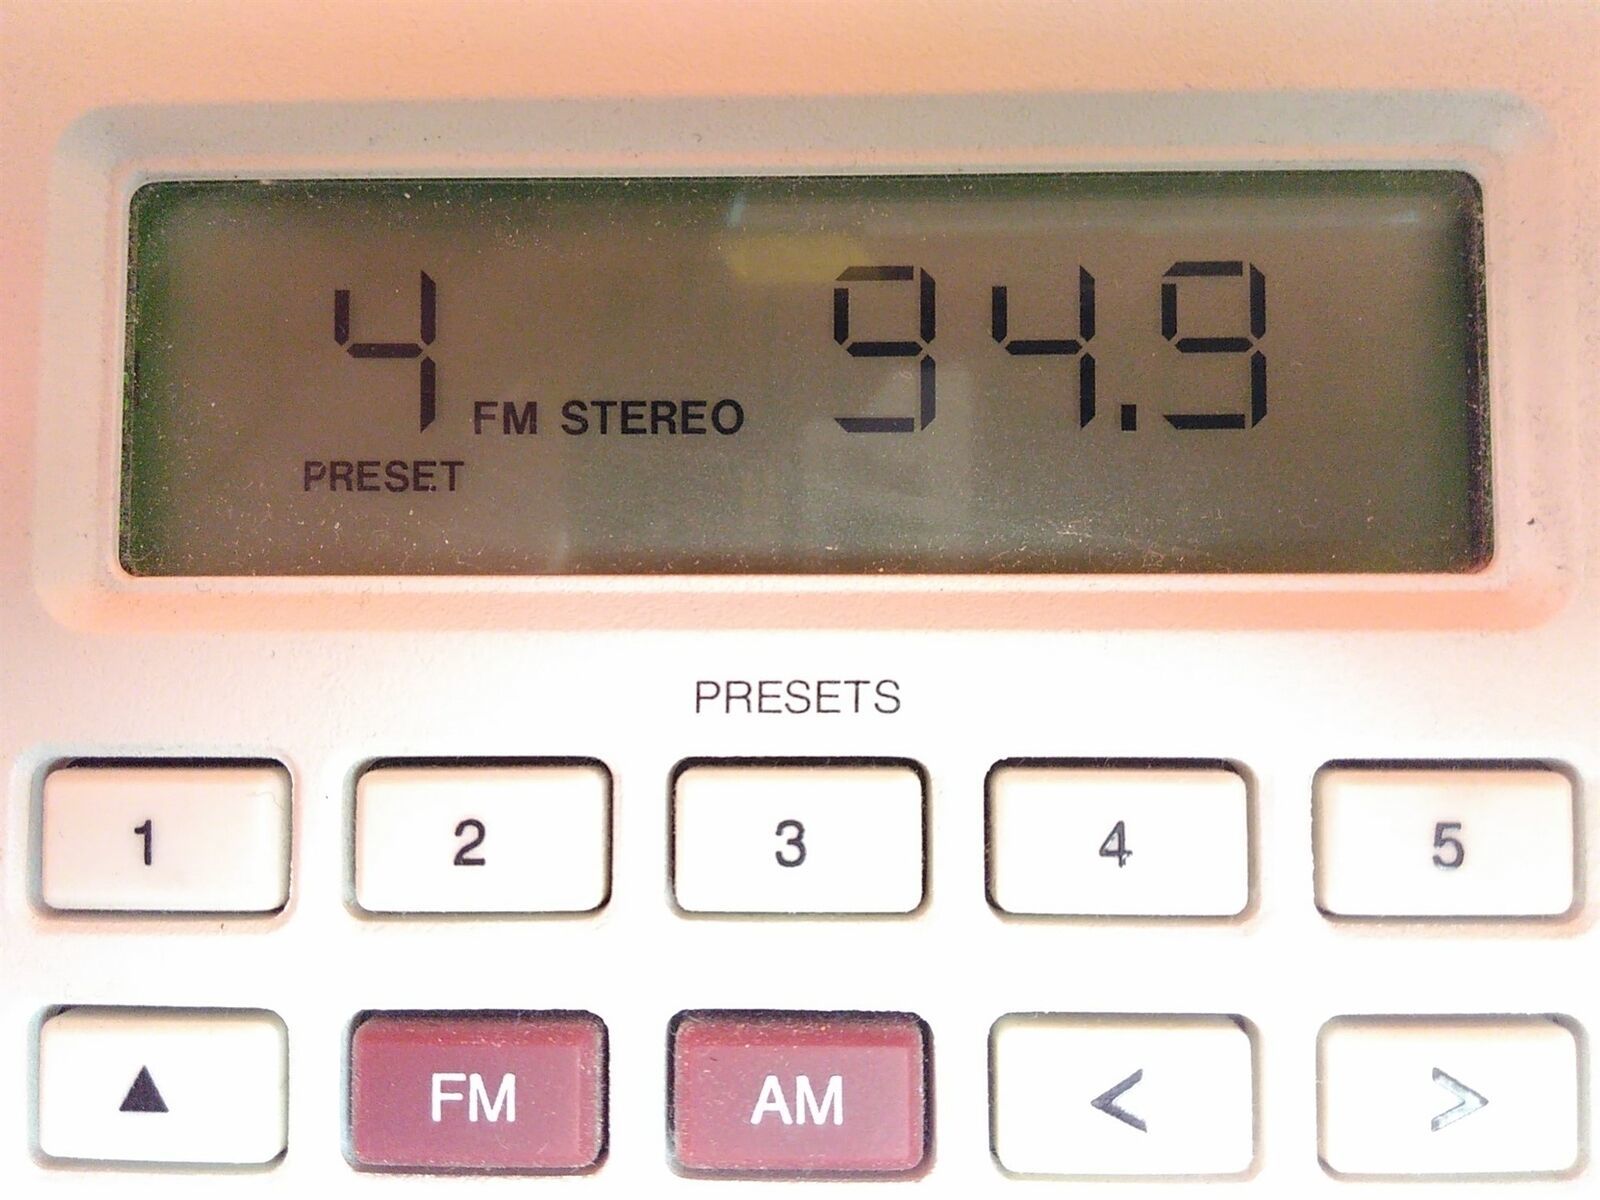 4 FM STEREO 94.9
PRESET
PRESETS
1 2 3 4 5
▲ FM AM < >